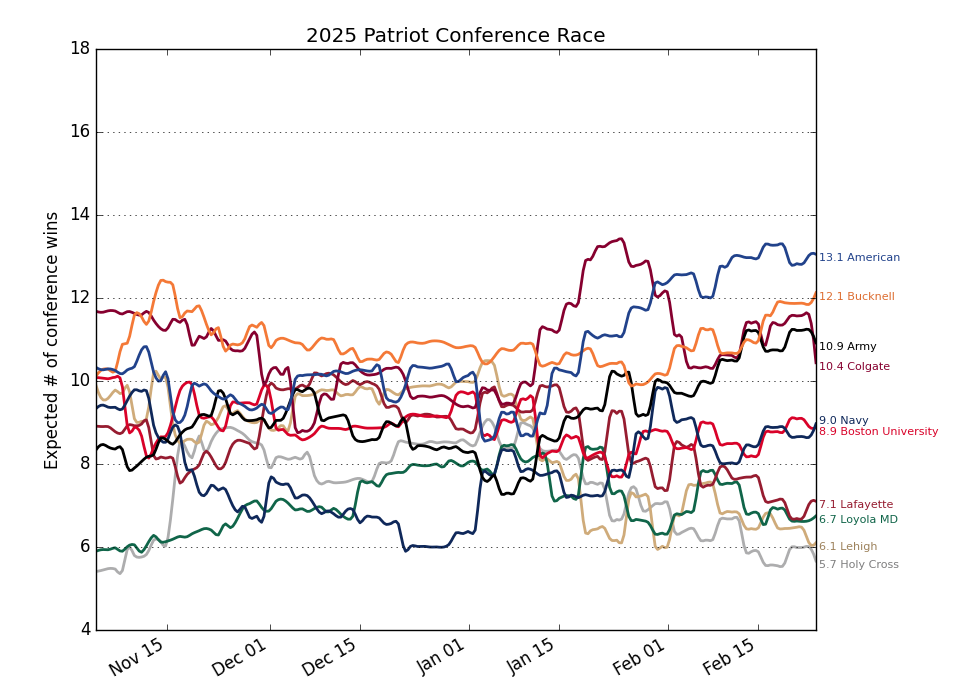 2025 Patriot Conference Race
Expected # of conference wins
18
16
14
12
10
8
6
4
Nov 15
Dec 01
Dec 15
Jan 01
Jan 15
Feb 01
Feb 15
13.1 American
12.1 Bucknell
10.9 Army
10.4 Colgate
9.0 Navy
8.9 Boston University
7.1 Lafayette
6.7 Loyola MD
6.1 Lehigh
5.7 Holy Cross